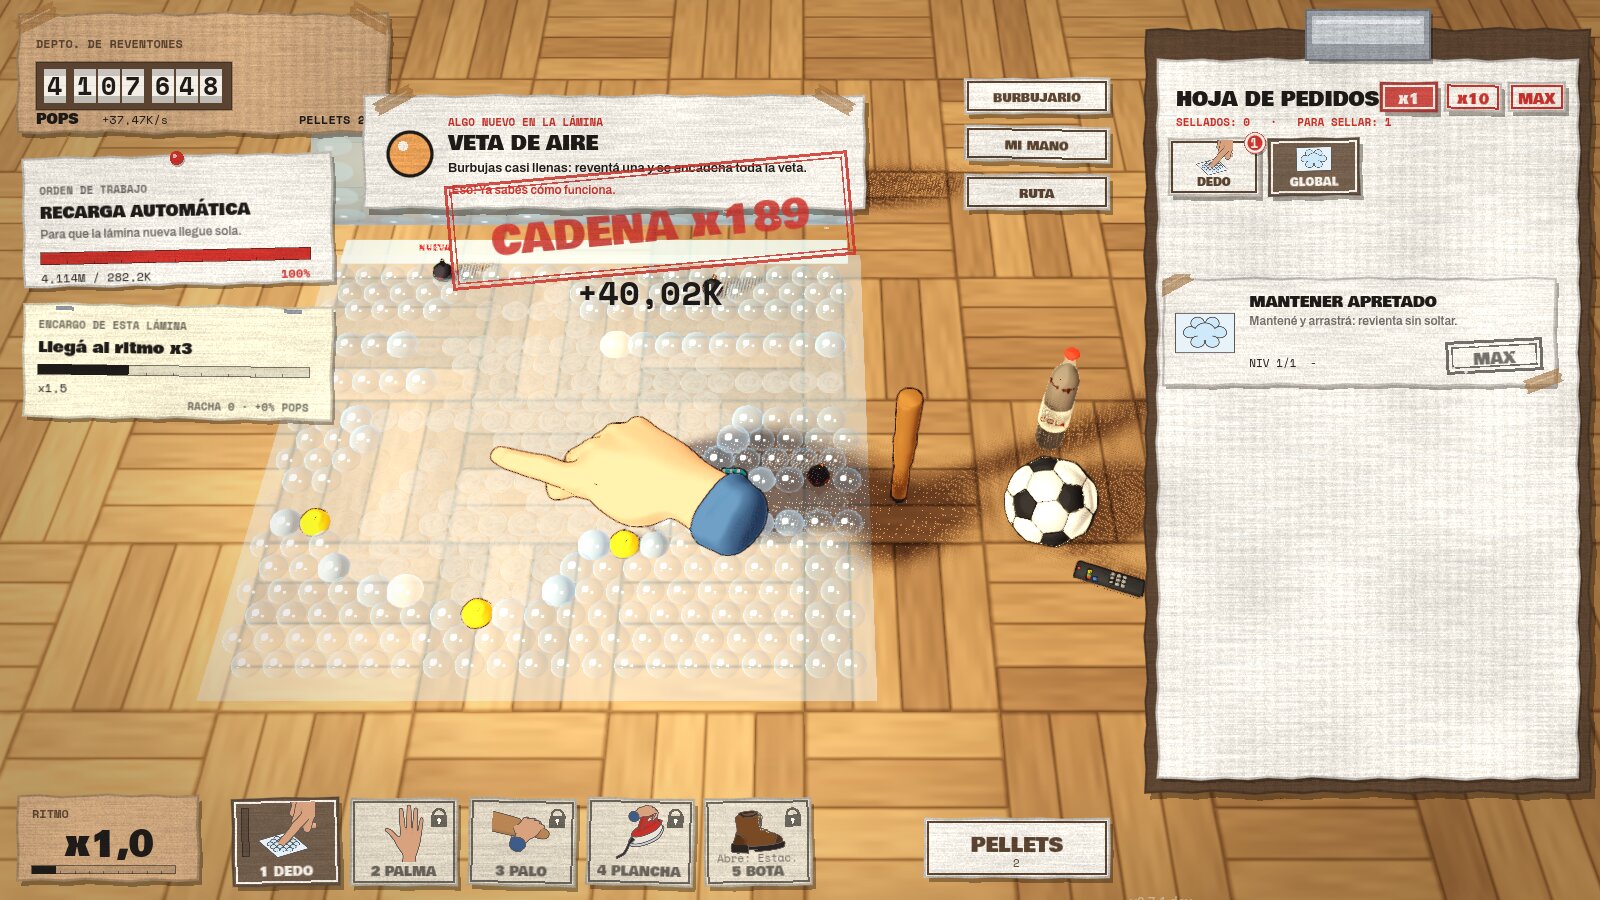 DEPTO. DE REVENTONES
4 107 648
POPS +37,47K/s PELLETS 2
ORDEN DE TRABAJO
RECARGA AUTOMÁTICA
Para que la lámina nueva llegue sola.
4,114M / 282.2K 100%
ENCARGO DE ESTA LÁMINA
Llegá al ritmo x3
x1,5
RACHA 0 · +0% POPS
ALGO NUEVO EN LA LÁMINA
VETA DE AIRE
Burbujas casi llenas: reventá una y se encadena toda la veta.
Eso: Ya sabés cómo funciona.
CADENA x189
NUEVA
+40,02K
BURBUJARIO
MI MANO
RUTA
HOJA DE PEDIDOS x1 x10 MAX
SELLADOS: 0 · PARA SELLAR: 1
1
DEDO GLOBAL
MANTENER APRETADO
Mantené y arrastrá: revienta sin soltar.
NIV 1/1 -
MAX
RITMO
x1,0
1 DEDO
2 PALMA
3 PALO
4 PLANCHA
Abre: Estac.
5 BOTA
PELLETS
2